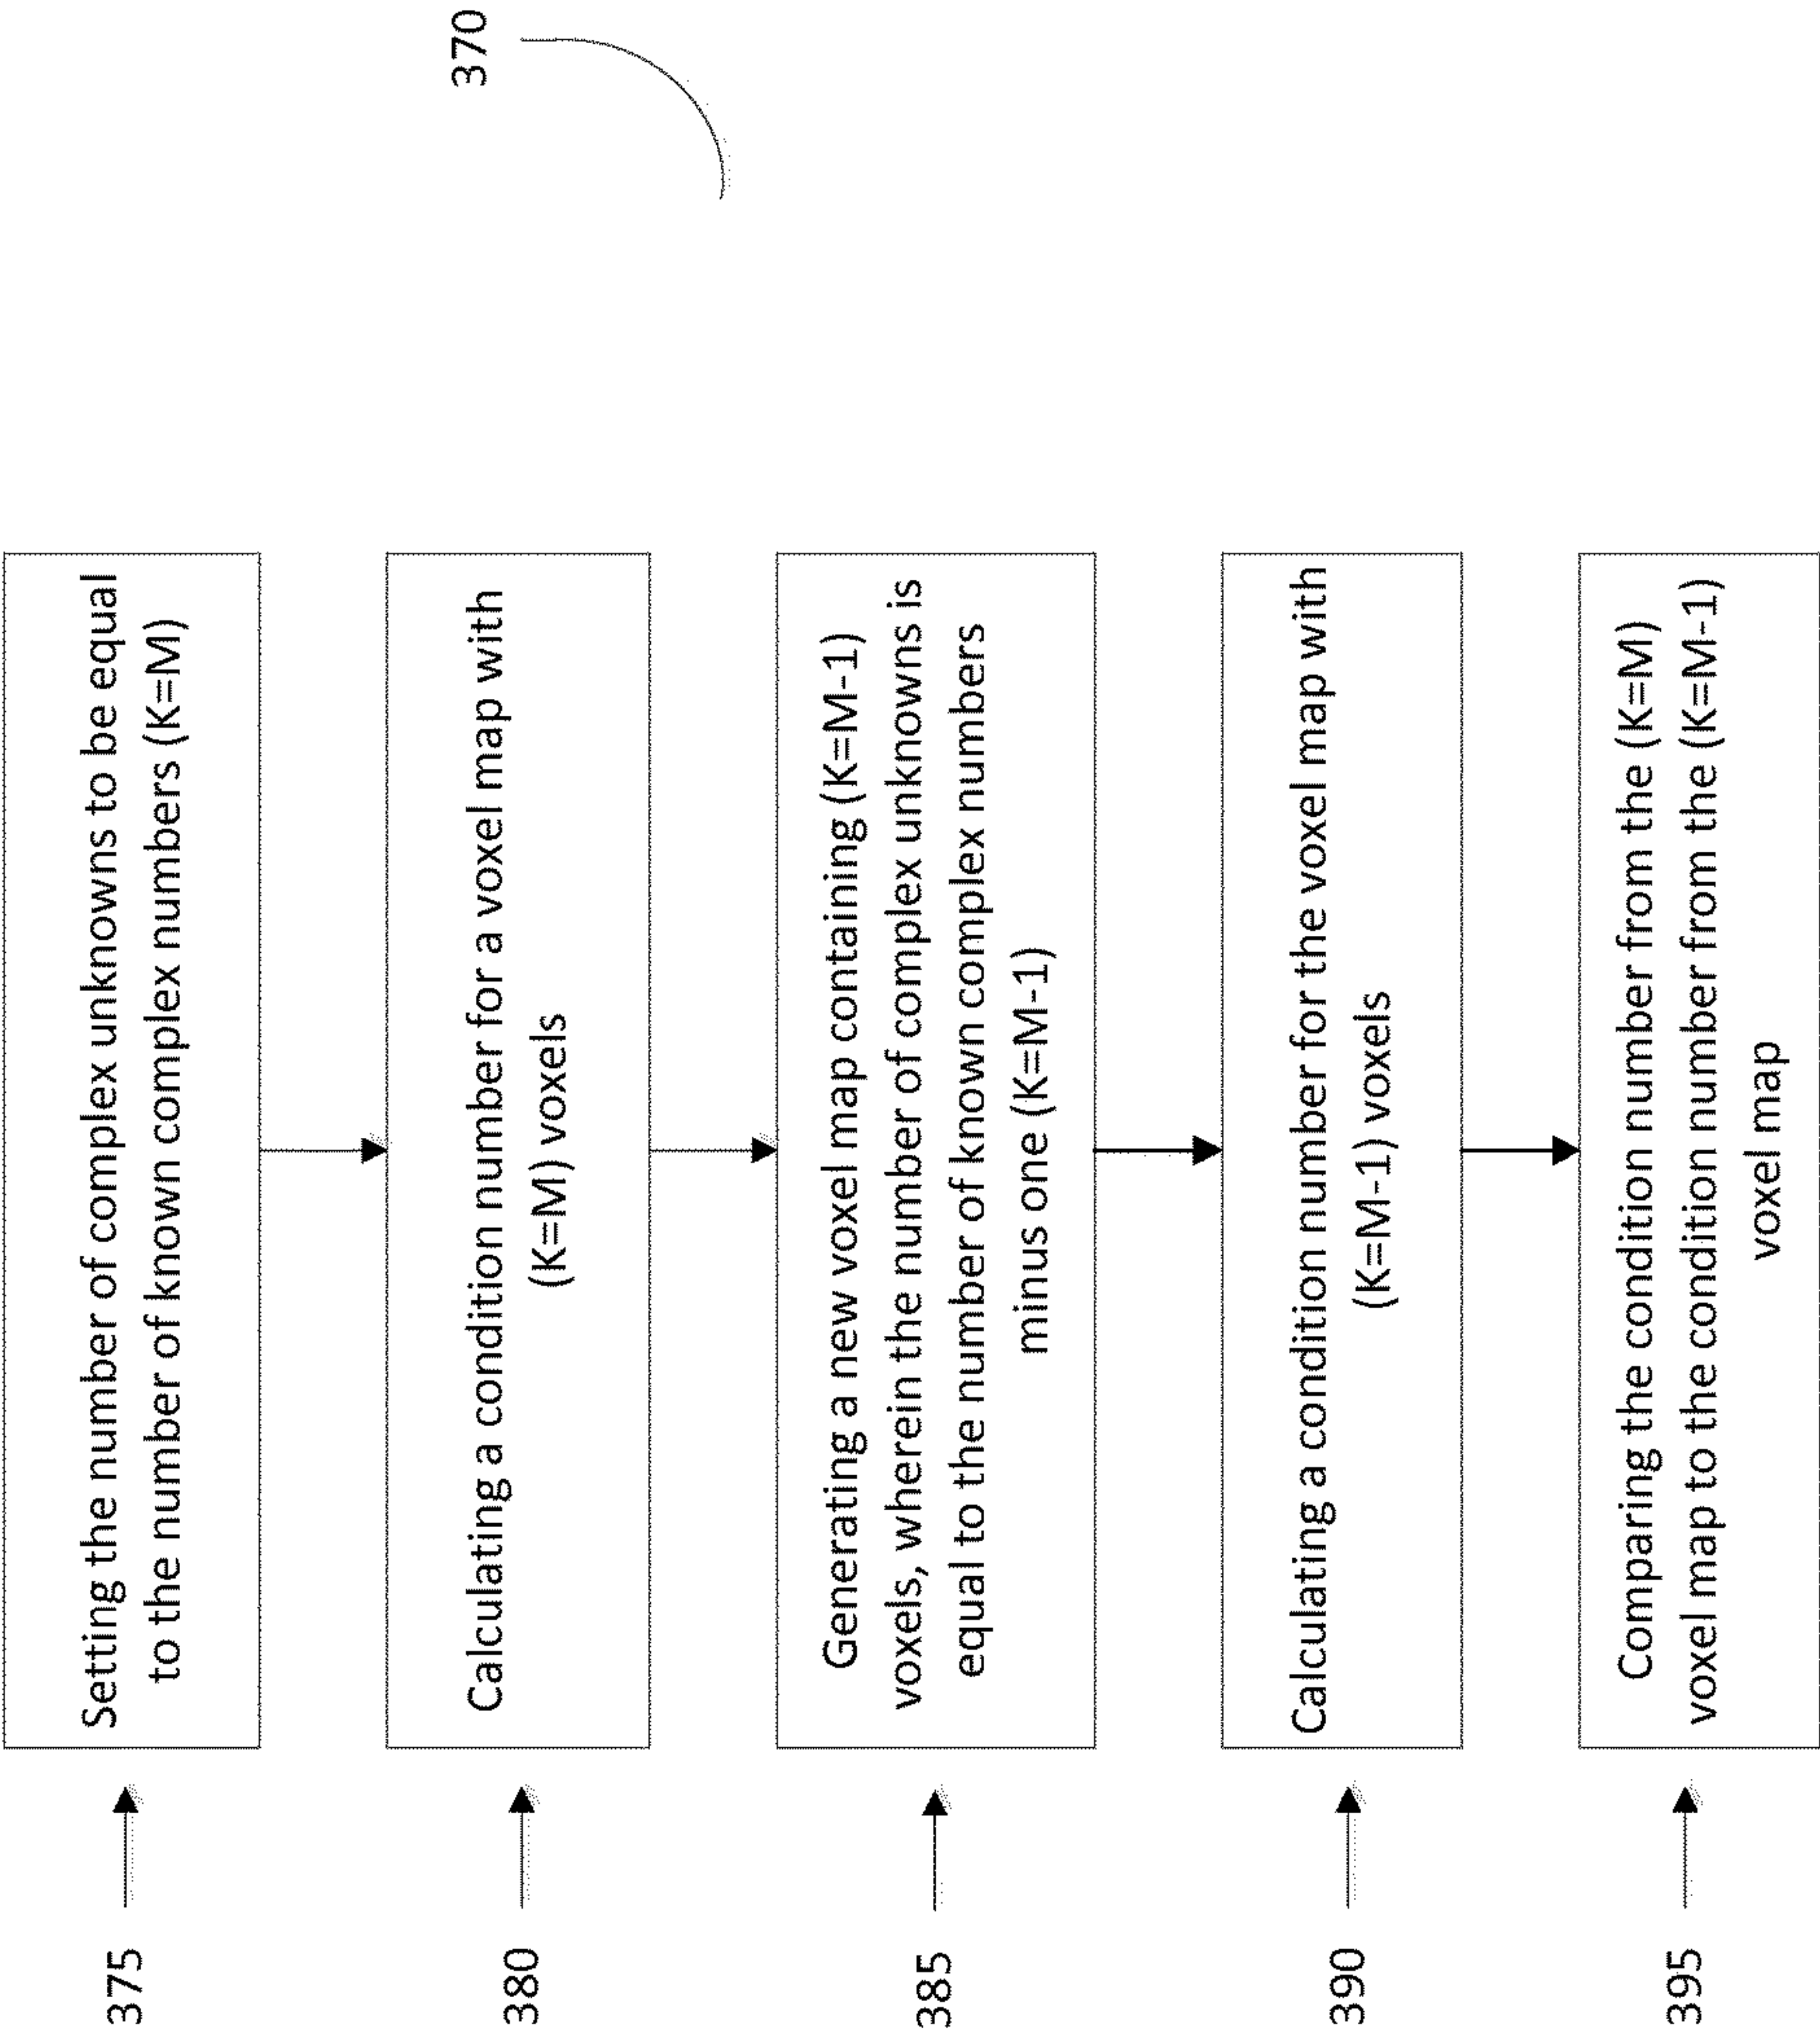 370
375
Setting the number of complex unknowns to be equal
to the number of known complex numbers (K=M)
380
Calculating a condition number for a voxel map with
(K=M) voxels
385
Generating a new voxel map containing (K=M-1)
voxels, wherein the number of complex unknowns is
equal to the number of known complex numbers
minus one (K=M-1)
390
Calculating a condition number for the voxel map with
(K=M-1) voxels
395
Comparing the condition number from the (K=M)
voxel map to the condition number from the (K=M-1)
voxel map